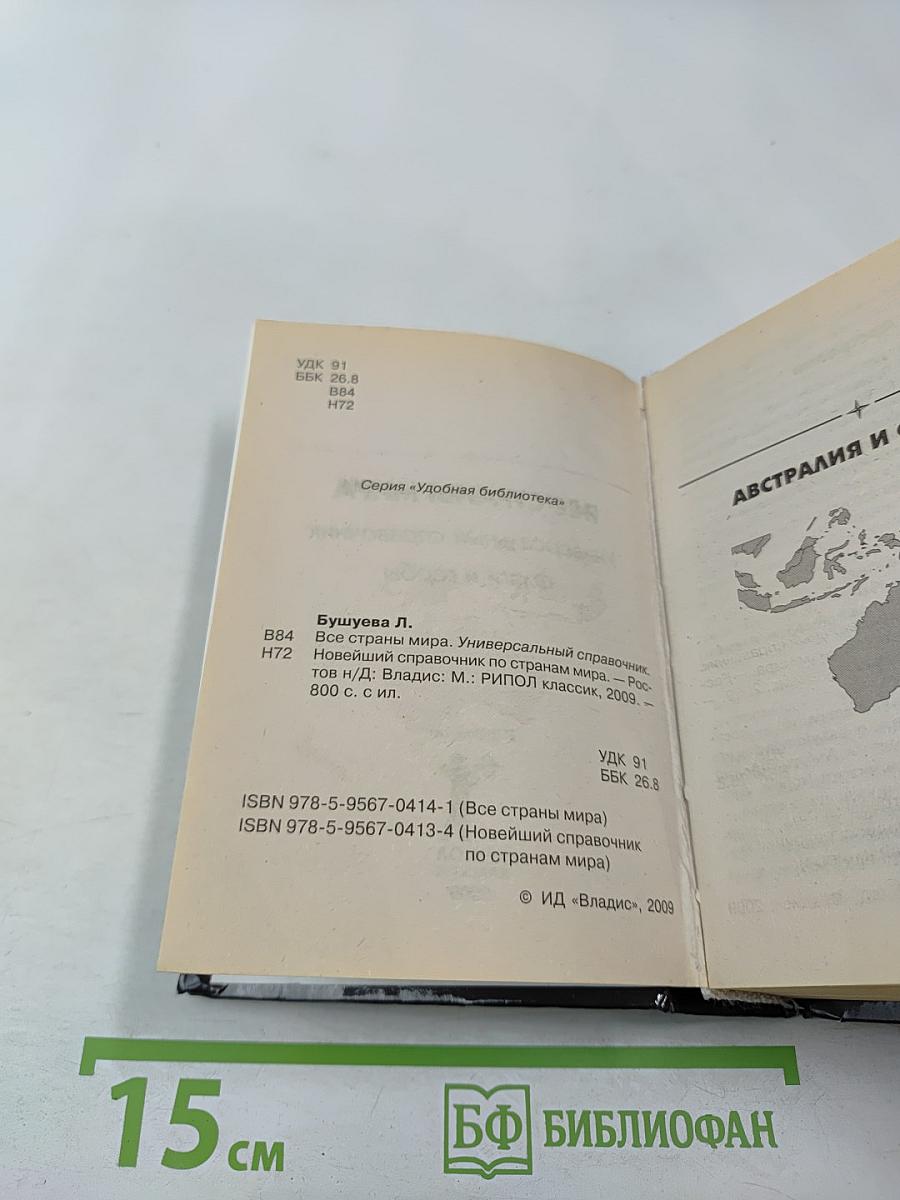 УДК 91
ББК 26.8
В84
Н72
Серия «Удобная библиотека»
Бушуева Л.
В84 Все страны мира. Универсальный справочник.
Н72 Новейший справочник по странам мира. — Рос-
тов н/Д: Владис: М.: РИПОЛ классик, 2009. —
800 с. с ил.
УДК 91
ББК 26.8
ISBN 978-5-9567-0414-1 (Все страны мира)
ISBN 978-5-9567-0413-4 (Новейший справочник
по странам мира)
© ИД «Владис», 2009
АВСТРАЛИЯ И
15 см
БФ БИБЛИОФАН